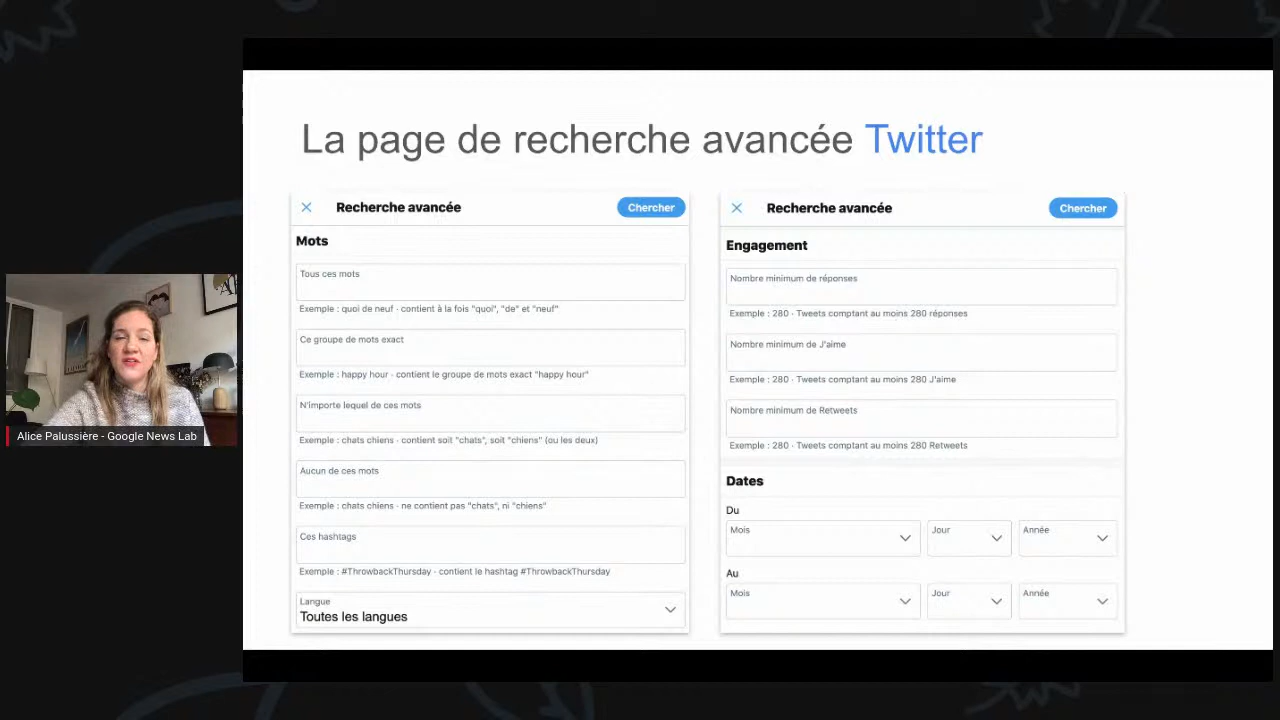 La page de recherche avancée Twitter
Recherche avancée
Chercher
Mots
Tous ces mots
Exemple : quoi de neuf · contient à la fois "quoi", "de" et "neuf"
Ce groupe de mots exact
Exemple : happy hour · contient le groupe de mots exact "happy hour"
N'importe lequel de ces mots
Exemple : chats chiens · contient soit "chats", soit "chiens" (ou les deux)
Aucun de ces mots
Exemple : chats chiens · ne contient pas "chats", ni "chiens"
Ces hashtags
Exemple : #ThrowbackThursday · contient le hashtag #ThrowbackThursday
Langue
Toutes les langues
Recherche avancée
Chercher
Engagement
Nombre minimum de réponses
Exemple : 280 · Tweets comptant au moins 280 réponses
Nombre minimum de J'aime
Exemple : 280 · Tweets comptant au moins 280 J'aime
Nombre minimum de Retweets
Exemple : 280 · Tweets comptant au moins 280 Retweets
Dates
Du
Mois
Jour
Année
Au
Mois
Jour
Année
Alice Palussière - Google News Lab